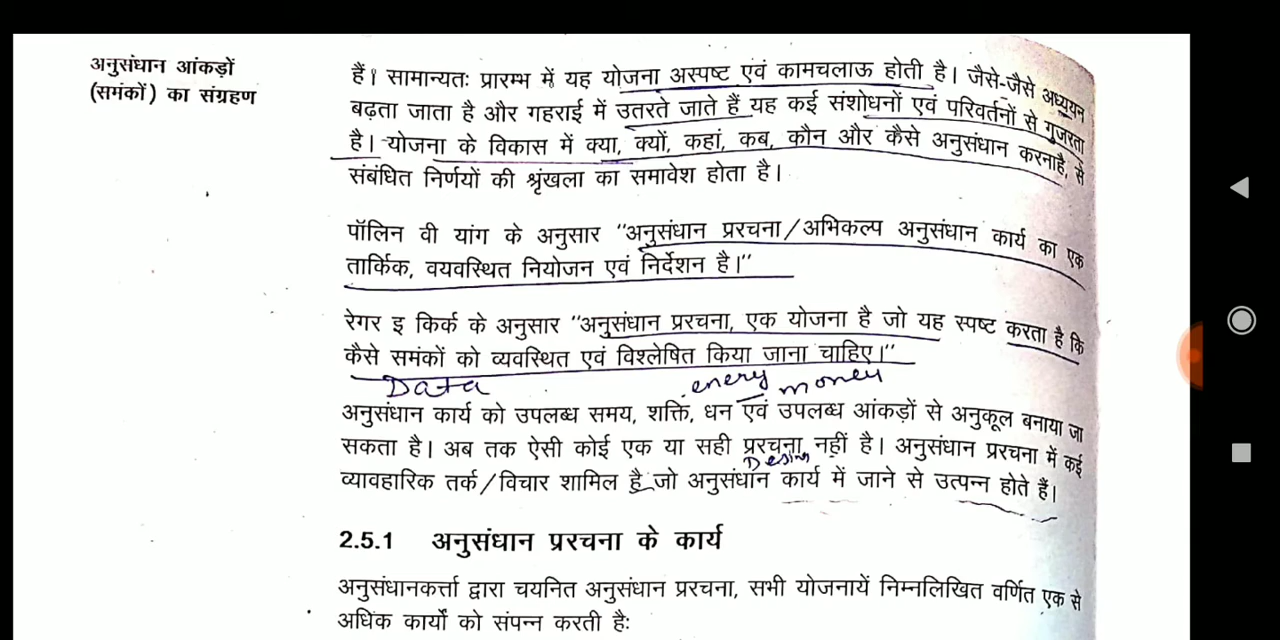 अनुसंधान आंकड़ों
(समंकों) का संग्रहण
हैं। सामान्यतः प्रारम्भ में यह योजना अस्पष्ट एवं कामचलाऊ होती है। जैसे-जैसे अध्ययन
बढ़ता जाता है और गहराई में उतरते जाते हैं यह कई संशोधनों एवं परिवर्तनों से गुजरता
है। योजना के विकास में क्या, क्यों, कहां, कब, कौन और कैसे अनुसंधान करनाहै, से
संबंधित निर्णयों की श्रृंखला का समावेश होता है।
पॉलिन वी यांग के अनुसार "अनुसंधान प्ररचना/अभिकल्प अनुसंधान कार्य का एक
तार्किक, वयवस्थित नियोजन एवं निर्देशन है।"
रेगर इ किर्क के अनुसार "अनुसंधान प्ररचना, एक योजना है जो यह स्पष्ट करता है कि
कैसे समंकों को व्यवस्थित एवं विश्लेषित किया जाना चाहिए।"
Data enery money
अनुसंधान कार्य को उपलब्ध समय, शक्ति, धन एवं उपलब्ध आंकड़ों से अनुकूल बनाया जा
सकता है। अब तक ऐसी कोई एक या सही प्ररचना नहीं है। अनुसंधान प्ररचना में कई
Design
व्यावहारिक तर्क/विचार शामिल है जो अनुसंधान कार्य में जाने से उत्पन्न होते हैं।
2.5.1 अनुसंधान प्ररचना के कार्य
अनुसंधानकर्त्ता द्वारा चयनित अनुसंधान प्ररचना, सभी योजनायें निम्नलिखित वर्णित एक से
अधिक कार्यो को संपन्न करती हैः